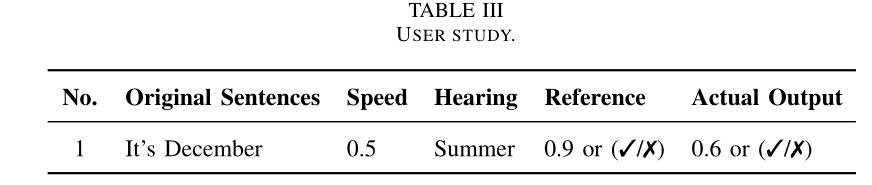 TABLE III
USER STUDY.
No. Original Sentences Speed Hearing Reference Actual Output
1 It's December 0.5 Summer 0.9 or (✓/✗) 0.6 or (✓/✗)